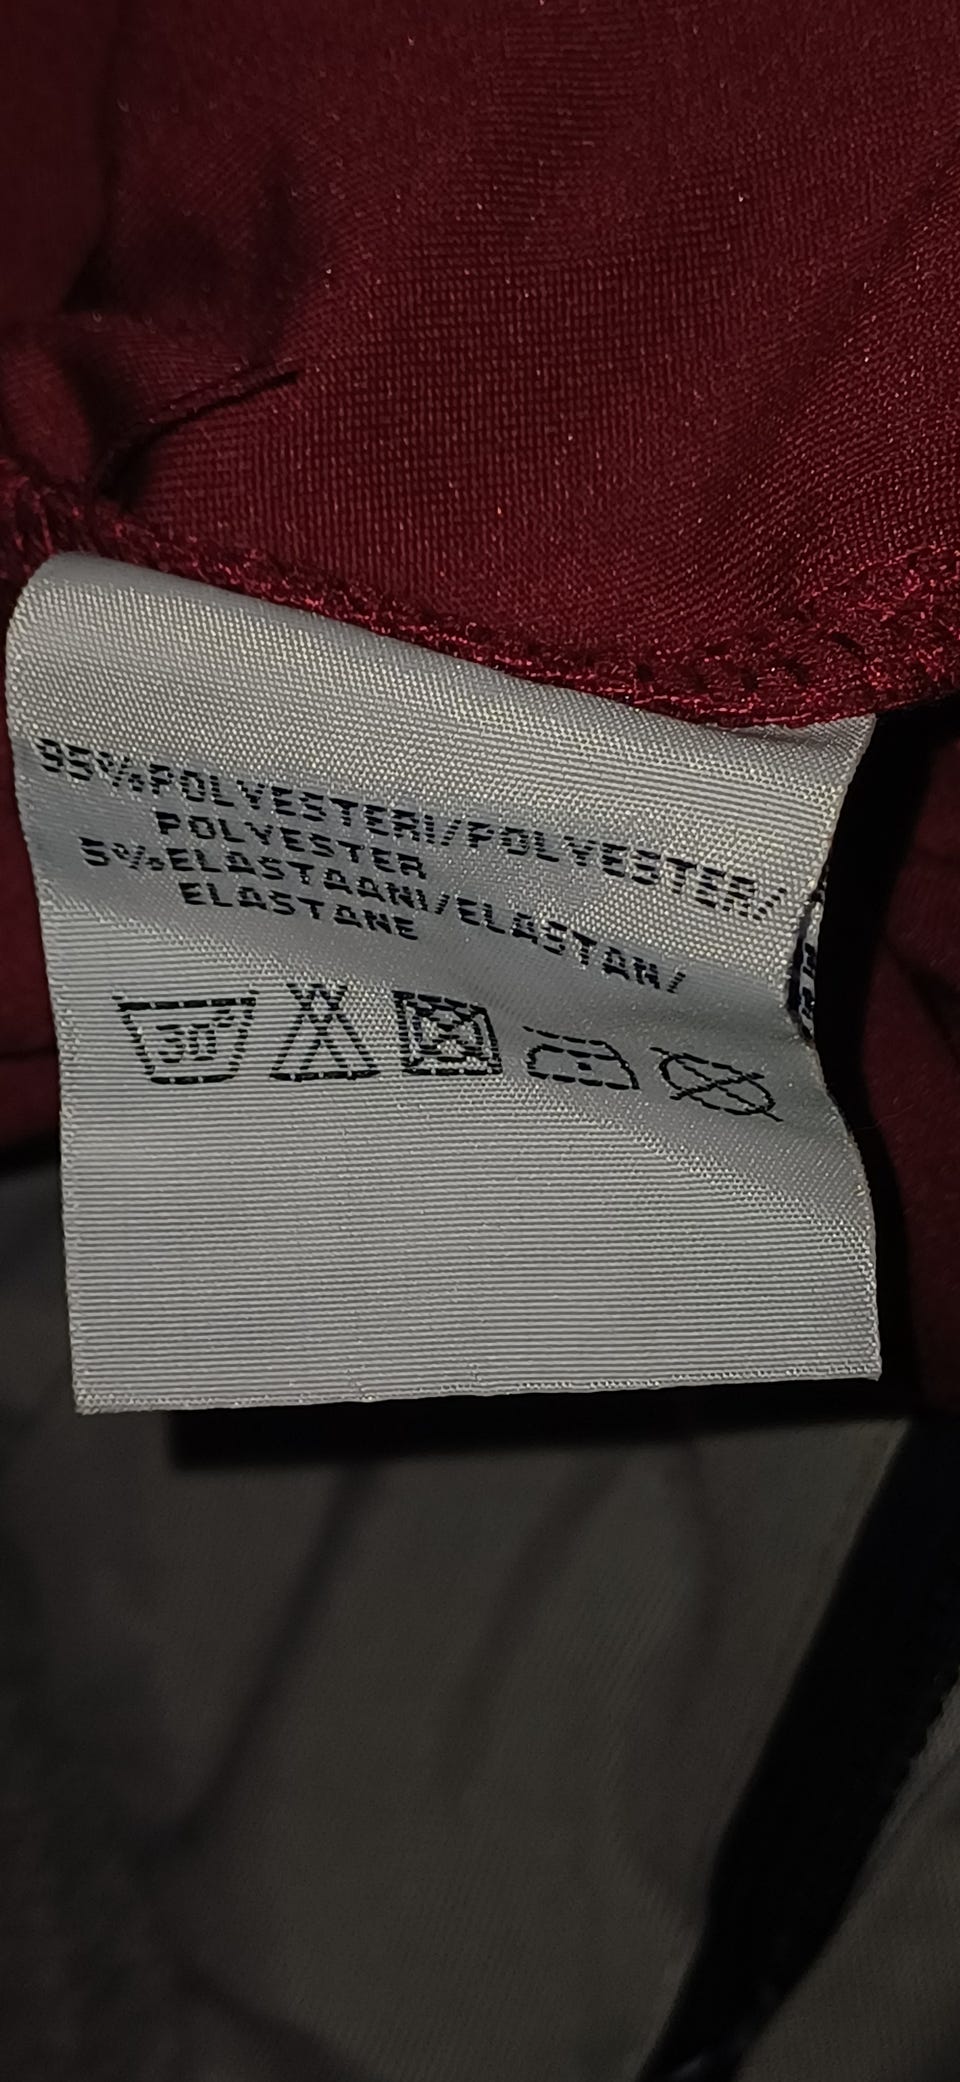 95%POLYESTERI/POLYESTER/
POLYESTER
5%ELASTAANI/ELASTAN/
ELASTANE
30°